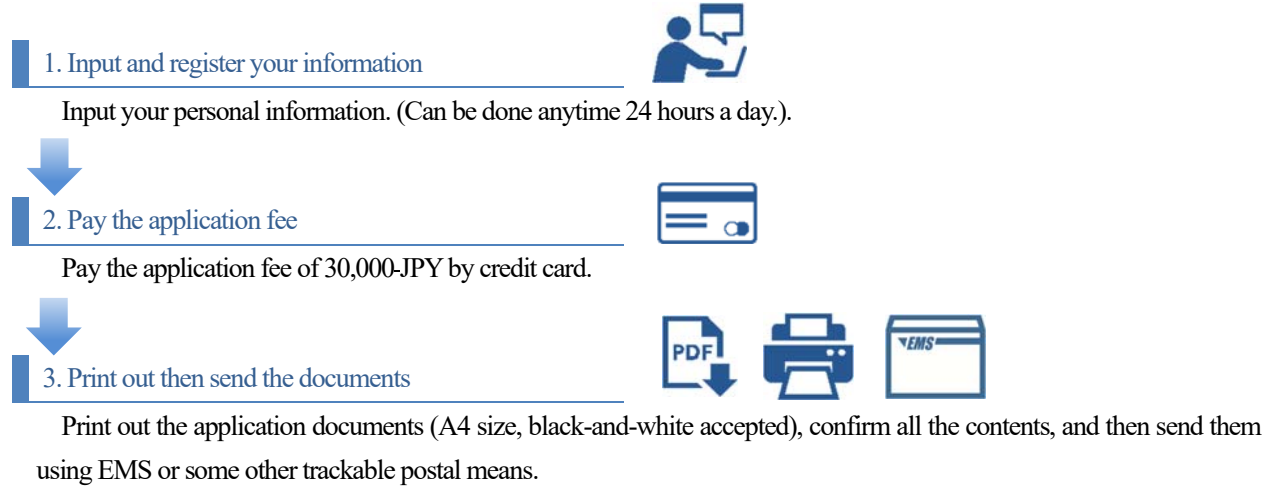 1. Input and register your information
Input your personal information. (Can be done anytime 24 hours a day.).
2. Pay the application fee
Pay the application fee of 30,000-JPY by credit card.
PDF
EMS
3. Print out then send the documents
Print out the application documents (A4 size, black-and-white accepted), confirm all the contents, and then send them
using EMS or some other trackable postal means.